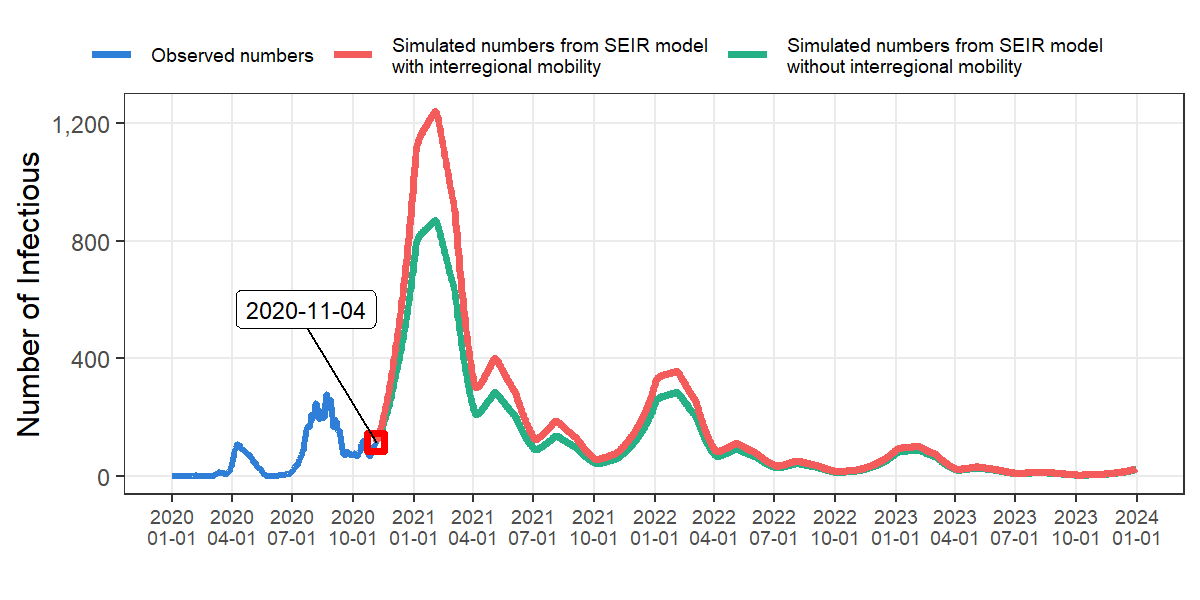 Observed numbers
Simulated numbers from SEIR model
with interregional mobility
Simulated numbers from SEIR model
without interregional mobility
Number of Infectious
1,200
800
400
0
2020-11-04
2020 2020 2020 2020 2021 2021 2021 2021 2022 2022 2022 2022 2023 2023 2023 2023 2024
01-01 04-01 07-01 10-01 01-01 04-01 07-01 10-01 01-01 04-01 07-01 10-01 01-01 04-01 07-01 10-01 01-01